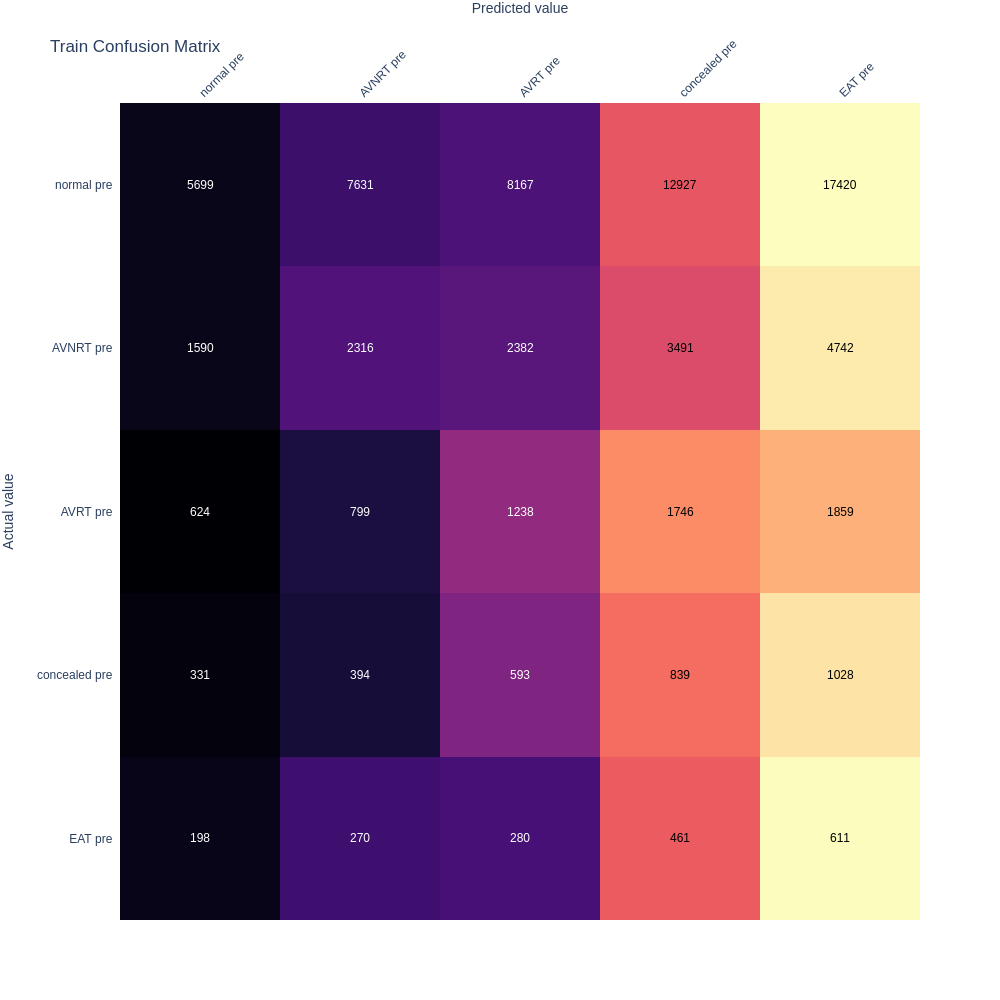 Predicted value
Train Confusion Matrix
normal pre
AVNRT pre
AVRT pre
concealed pre
EAT pre
Actual value
normal pre 5699 7631 8167 12927 17420
AVNRT pre 1590 2316 2382 3491 4742
AVRT pre 624 799 1238 1746 1859
concealed pre 331 394 593 839 1028
EAT pre 198 270 280 461 611